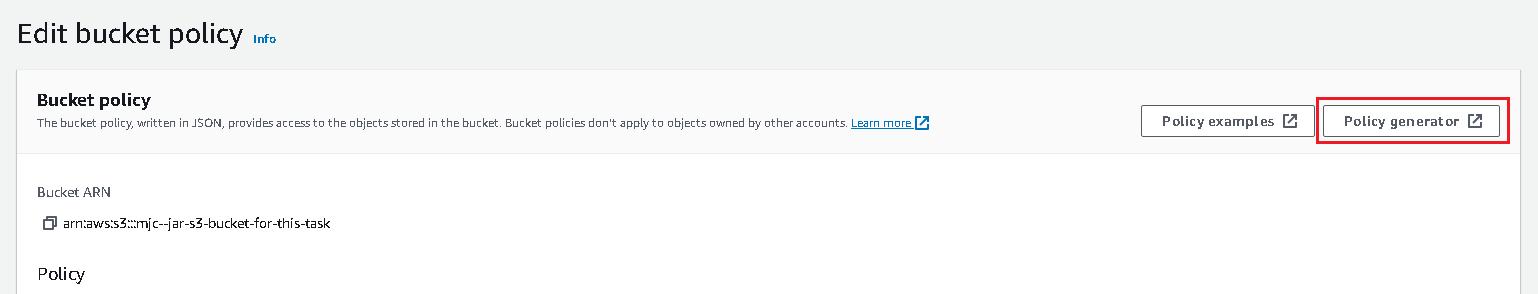 Edit bucket policy Info
Bucket policy
The bucket policy, written in JSON, provides access to the objects stored in the bucket. Bucket policies don't apply to objects owned by other accounts. Learn more
Policy examples
Policy generator
Bucket ARN
arn:aws:s3:::mjc--jar-s3-bucket-for-this-task
Policy